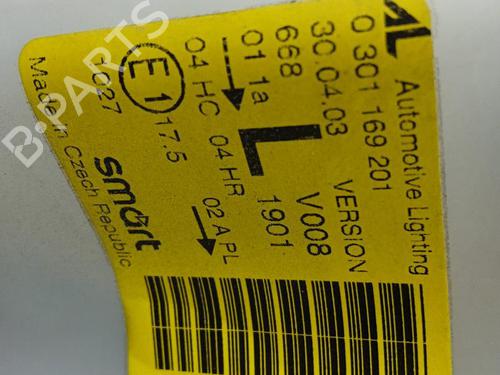 AL Automotive Lighting
0 301 169 201
30.04.03 VERSION
668 V008
01 1a L 1901
04 HC 04 HR 02 A PL
E1 17.5
1027 smart
Made in Czech Republic
B-PARTS